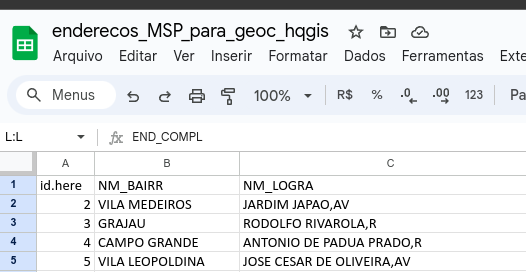 enderecos_MSP_para_geoc_hqgis
Arquivo Editar Ver Inserir Formatar Dados Ferramentas Exte
Menus 100% R$ % .0 .00 123 Pa
L:L fx END_COMPL
A B C
1 id.here NM_BAIRR NM_LOGRA
2 2 VILA MEDEIROS JARDIM JAPAO,AV
3 3 GRAJAU RODOLFO RIVAROLA,R
4 4 CAMPO GRANDE ANTONIO DE PADUA PRADO,R
5 5 VILA LEOPOLDINA JOSE CESAR DE OLIVEIRA,AV